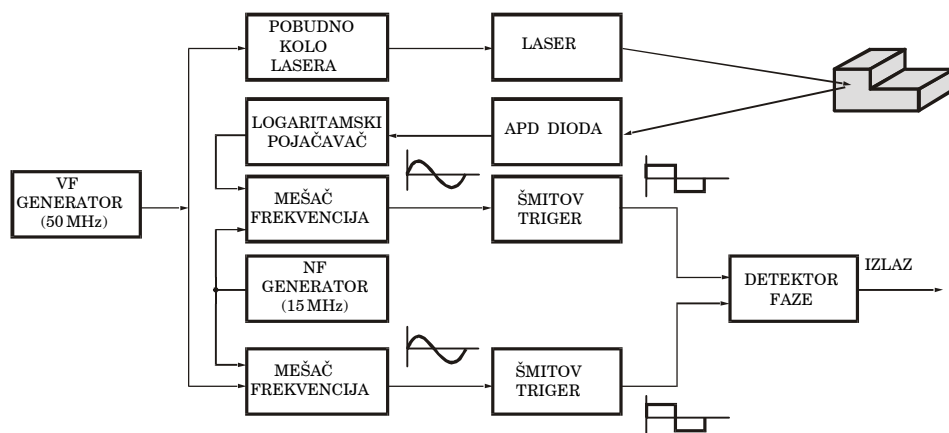 POBUDNO
KOLO
LASERA
LASER
LOGARITAMSKI
POJAČAVAČ
APD DIODA
VF
GENERATOR
(50 MHz)
MEŠAČ
FREKVENCIJA
ŠMITOV
TRIGER
NF
GENERATOR
(15 MHz)
DETEKTOR
FAZE
IZLAZ
MEŠAČ
FREKVENCIJA
ŠMITOV
TRIGER